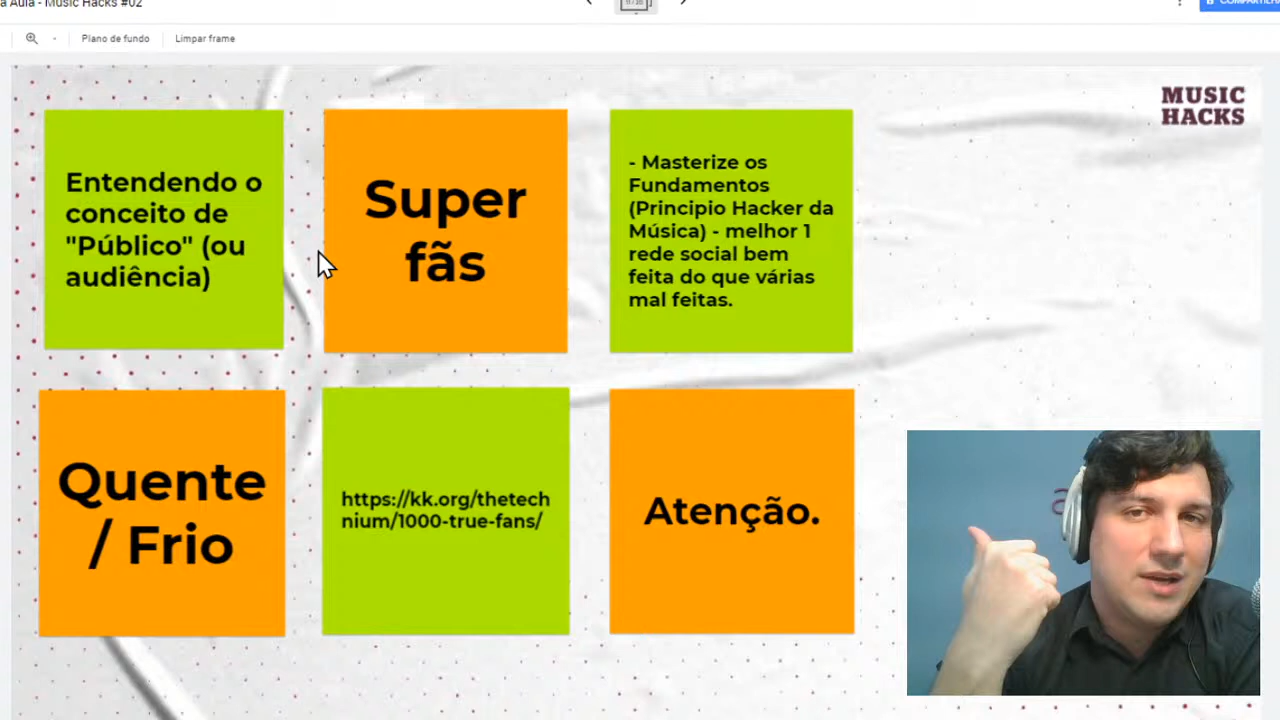 a Aula - Music Hacks #02
Plano de fundo
Limpar frame
MUSIC
HACKS
Entendendo o
conceito de
"Público" (ou
audiência)
Super
fãs
- Masterize os
Fundamentos
(Principio Hacker da
Música) - melhor 1
rede social bem
feita do que várias
mal feitas.
Quente
/ Frio
https://kk.org/thetech
nium/1000-true-fans/
Atenção.